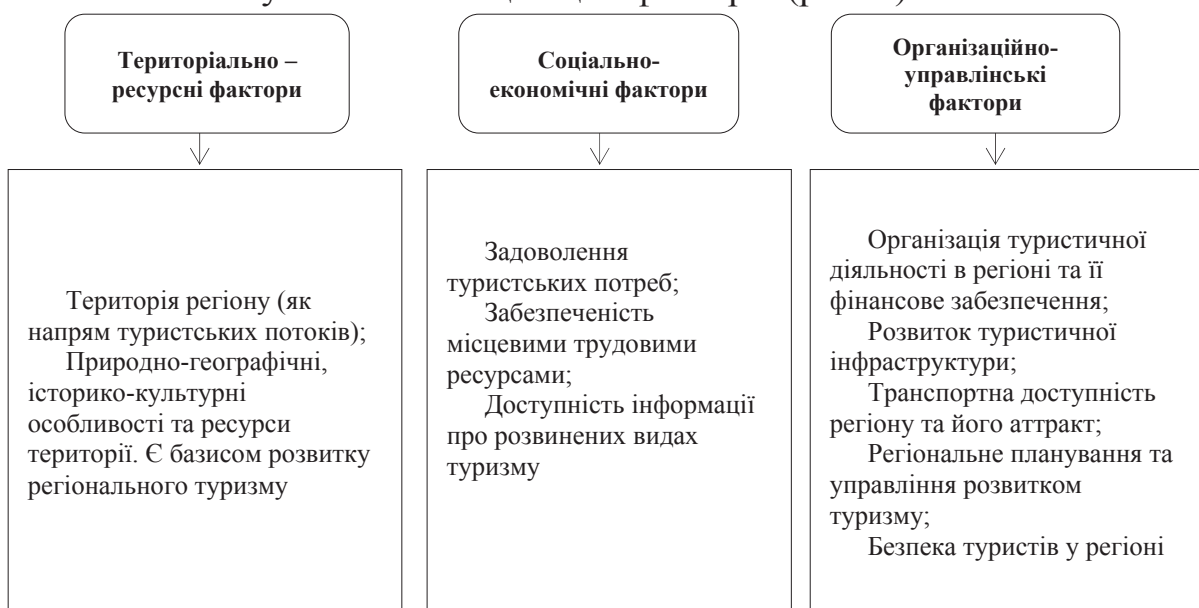 Територіально –
ресурсні фактори
Соціально-
економічні фактори
Організаційно-
управлінські
фактори
Територія регіону (як
напрям туристських потоків);
Природно-географічні,
історико-культурні
особливості та ресурси
території. Є базисом розвитку
регіонального туризму
Задоволення
туристських потреб;
Забезпеченість
місцевими трудовими
ресурсами;
Доступність інформації
про розвинених видах
туризму
Організація туристичної
діяльності в регіоні та її
фінансове забезпечення;
Розвиток туристичної
інфраструктури;
Транспортна доступність
регіону та його аттракт;
Регіональне планування та
управління розвитком
туризму;
Безпека туристів у регіоні